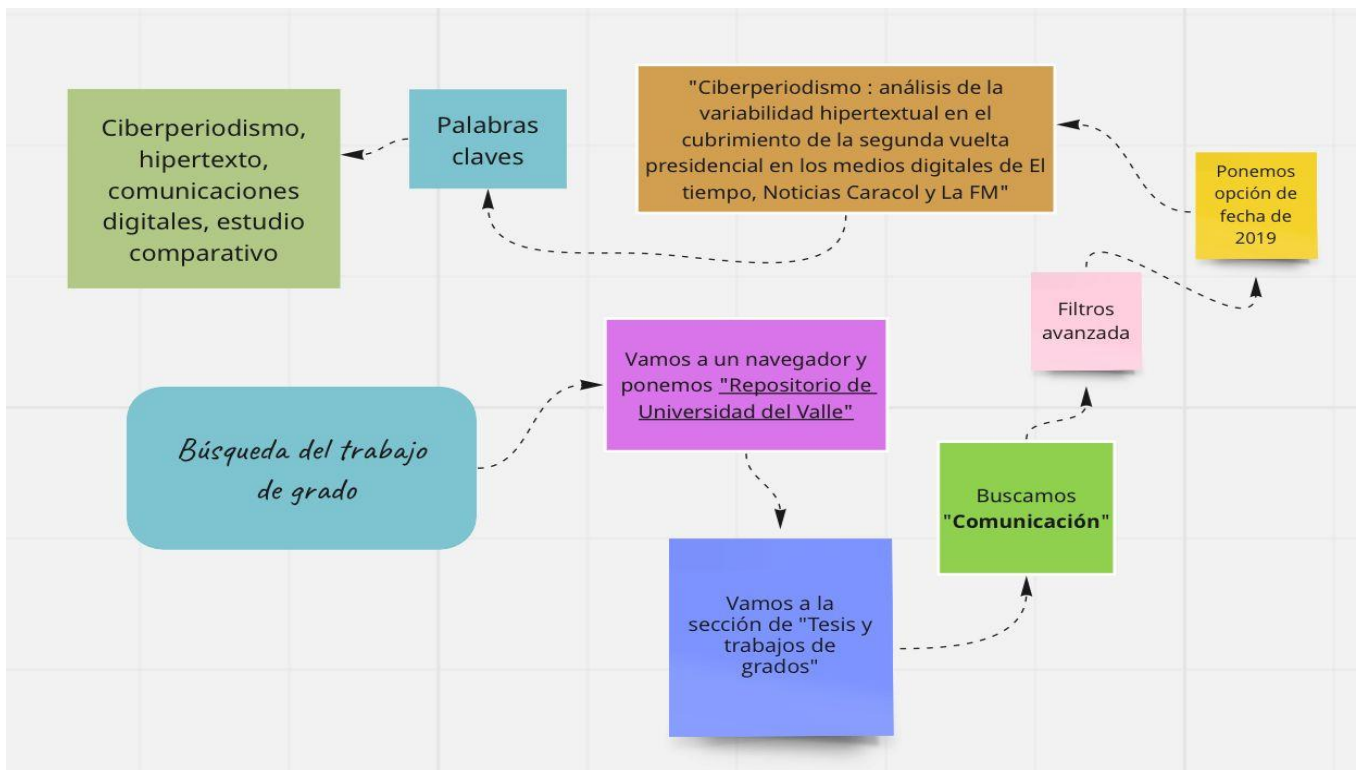 Ciberperiodismo,
hipertexto,
comunicaciones
digitales, estudio
comparativo
Palabras
claves
"Ciberperiodismo : análisis de la
variabilidad hipertextual en el
cubrimiento de la segunda vuelta
presidencial en los medios digitales de El
tiempo, Noticias Caracol y La FM"
Ponemos
opción de
fecha de
2019
Filtros
avanzada
Vamos a un navegador y
ponemos "Repositorio de
Universidad del Valle"
Búsqueda del trabajo
de grado
Buscamos
"Comunicación"
Vamos a la
sección de "Tesis y
trabajos de
grados"